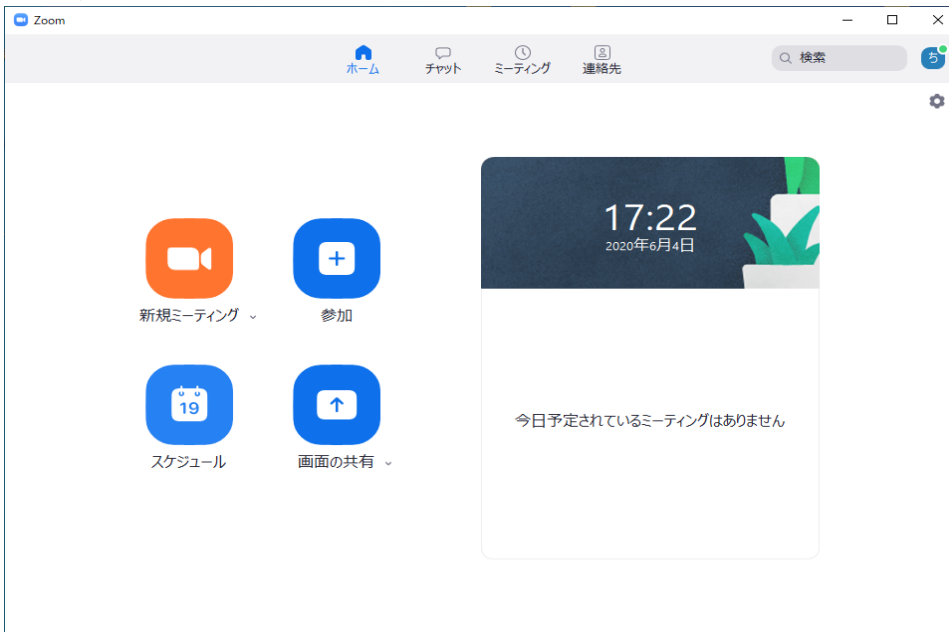 Zoom
ホーム
チャット
ミーティング
連絡先
検索
ち
17:22
2020年6月4日
新規ミーティング
参加
19
スケジュール
画面の共有
今日予定されているミーティングはありません